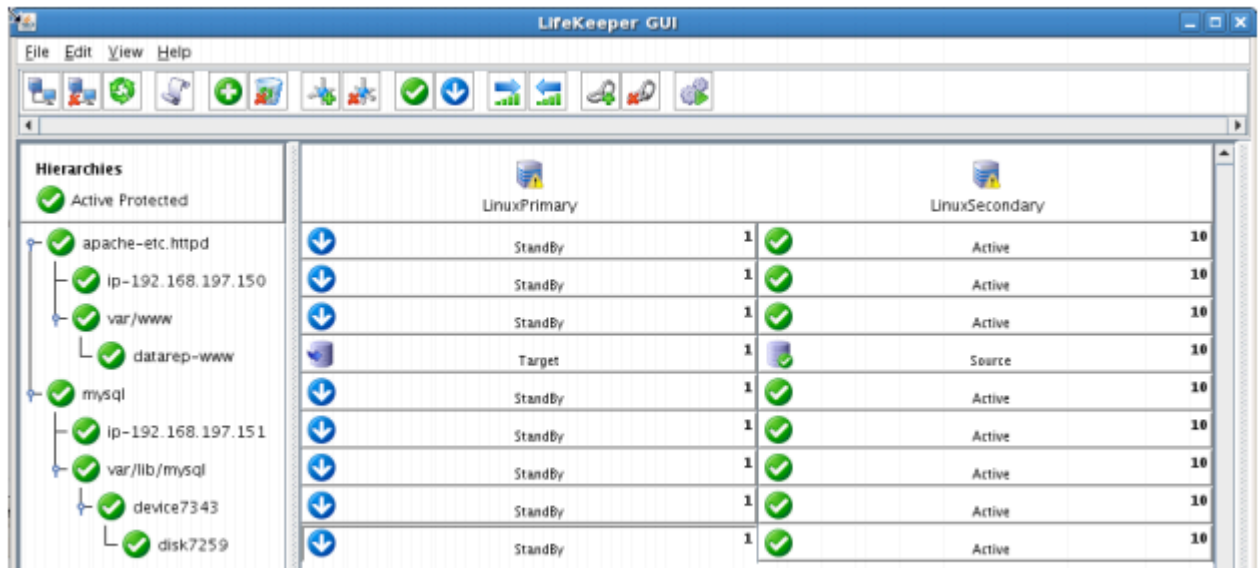 LifeKeeper GUI
File Edit View Help
Hierarchies
Active Protected
LinuxPrimary LinuxSecondary
apache-etc.httpd StandBy 1 Active 10
ip-192.168.197.150 StandBy 1 Active 10
var/www StandBy 1 Active 10
datarep-www Target 1 Source 10
mysql StandBy 1 Active 10
ip-192.168.197.151 StandBy 1 Active 10
var/lib/mysql StandBy 1 Active 10
device7343 StandBy 1 Active 10
disk7259 StandBy 1 Active 10